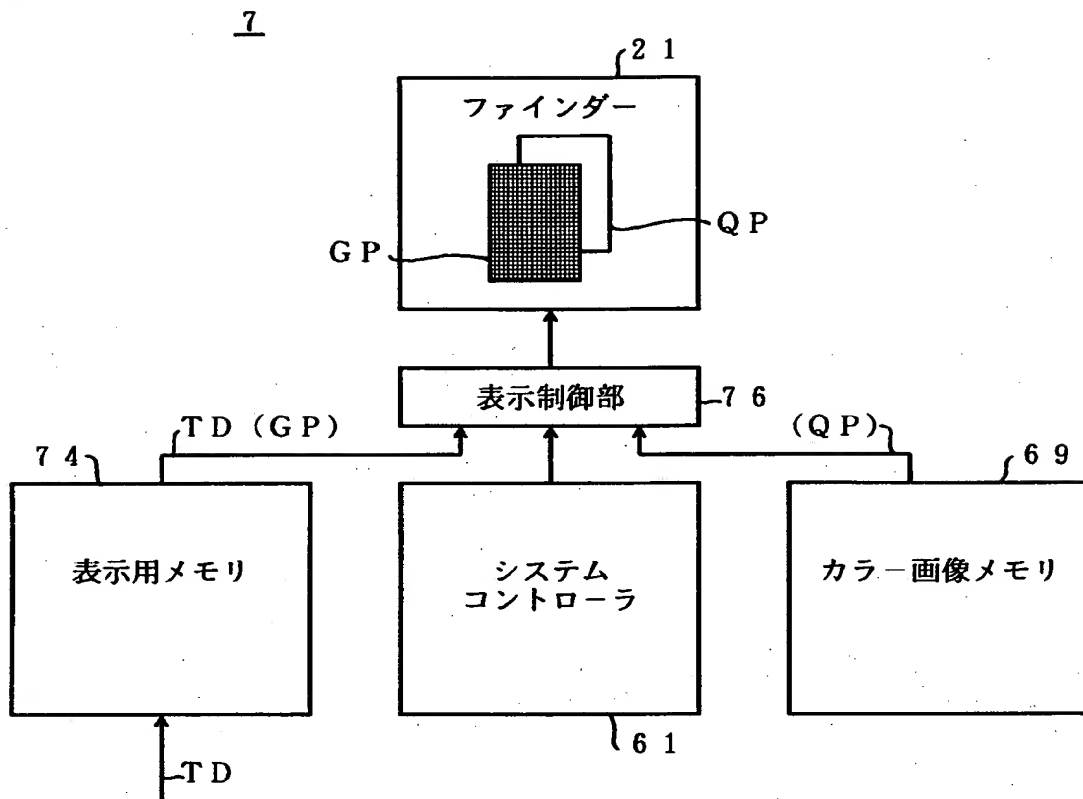 7
21
ファインダー
GP
QP
表示制御部
76
TD(GP)
(QP)
74
69
表示用メモリ
システム
コントローラ
カラー画像メモリ
61
TD